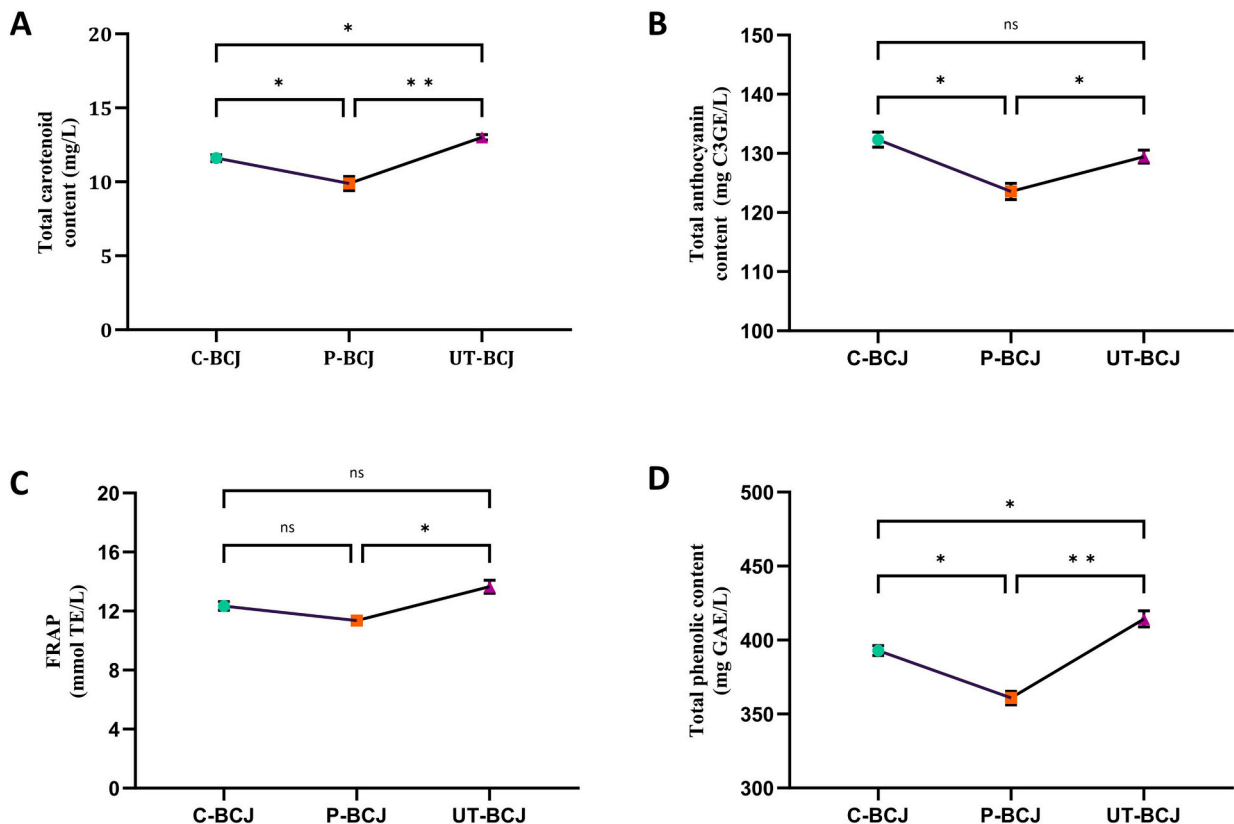 A
Total carotenoid
content (mg/L)
20
15
10
5
0
*
*
* *
C-BCJ
P-BCJ
UT-BCJ
B
Total anthocyanin
content (mg C3GE/L)
150
140
130
120
110
100
ns
*
*
C-BCJ
P-BCJ
UT-BCJ
C
FRAP
(mmol TE/L)
20
16
12
8
4
0
ns
ns
*
C-BCJ
P-BCJ
UT-BCJ
D
Total phenolic content
(mg GAE/L)
500
450
400
350
300
*
*
* *
C-BCJ
P-BCJ
UT-BCJ